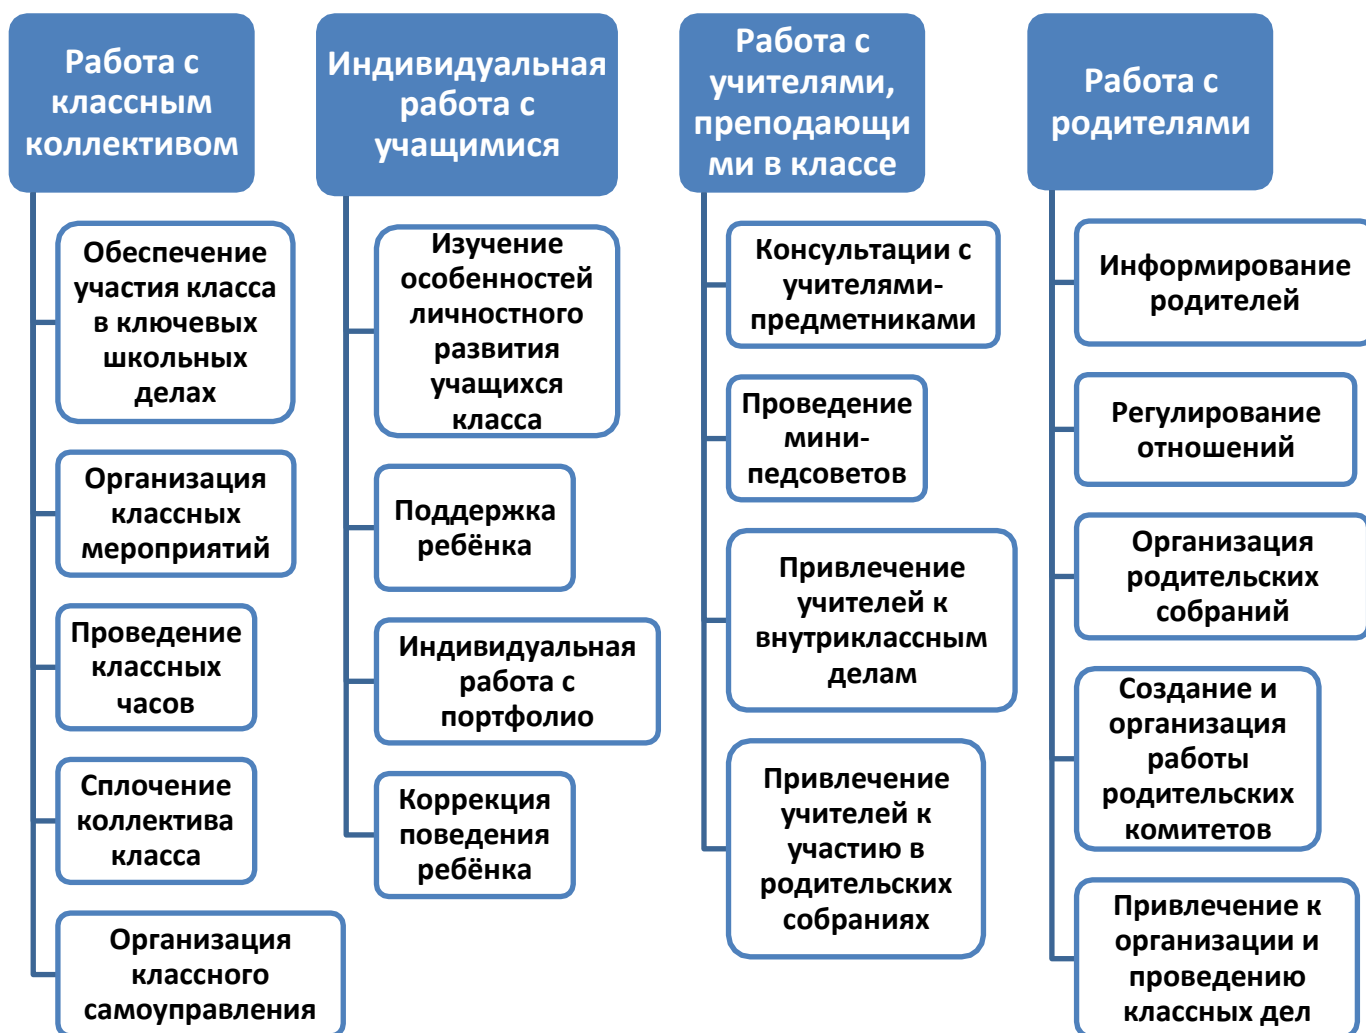 Работа с
классным
коллективом
Обеспечение
участия класса
в ключевых
школьных
делах
Организация
классных
мероприятий
Проведение
классных
часов
Сплочение
коллектива
класса
Организация
классного
самоуправления
Индивидуальная
работа с
учащимися
Изучение
особенностей
личностного
развития
учащихся
класса
Поддержка
ребёнка
Индивидуальная
работа с
портфолио
Коррекция
поведения
ребёнка
Работа с
учителями,
преподающи
ми в классе
Консультации с
учителями-
предметниками
Проведение
мини-
педсоветов
Привлечение
учителей к
внутриклассным
делам
Привлечение
учителей к
участию в
родительских
собраниях
Работа с
родителями
Информирование
родителей
Регулирование
отношений
Организация
родительских
собраний
Создание и
организация
работы
родительских
комитетов
Привлечение к
организации и
проведению
классных дел